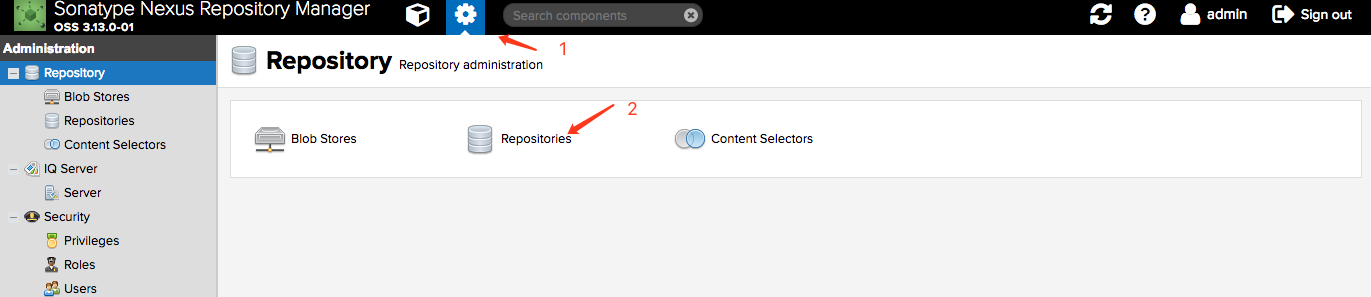 Sonatype Nexus Repository Manager
OSS 3.13.0-01
Search components
admin
Sign out
1
Administration
Repository
Blob Stores
Repositories
Content Selectors
IQ Server
Server
Security
Privileges
Roles
Users
Repository Repository administration
2
Blob Stores
Repositories
Content Selectors